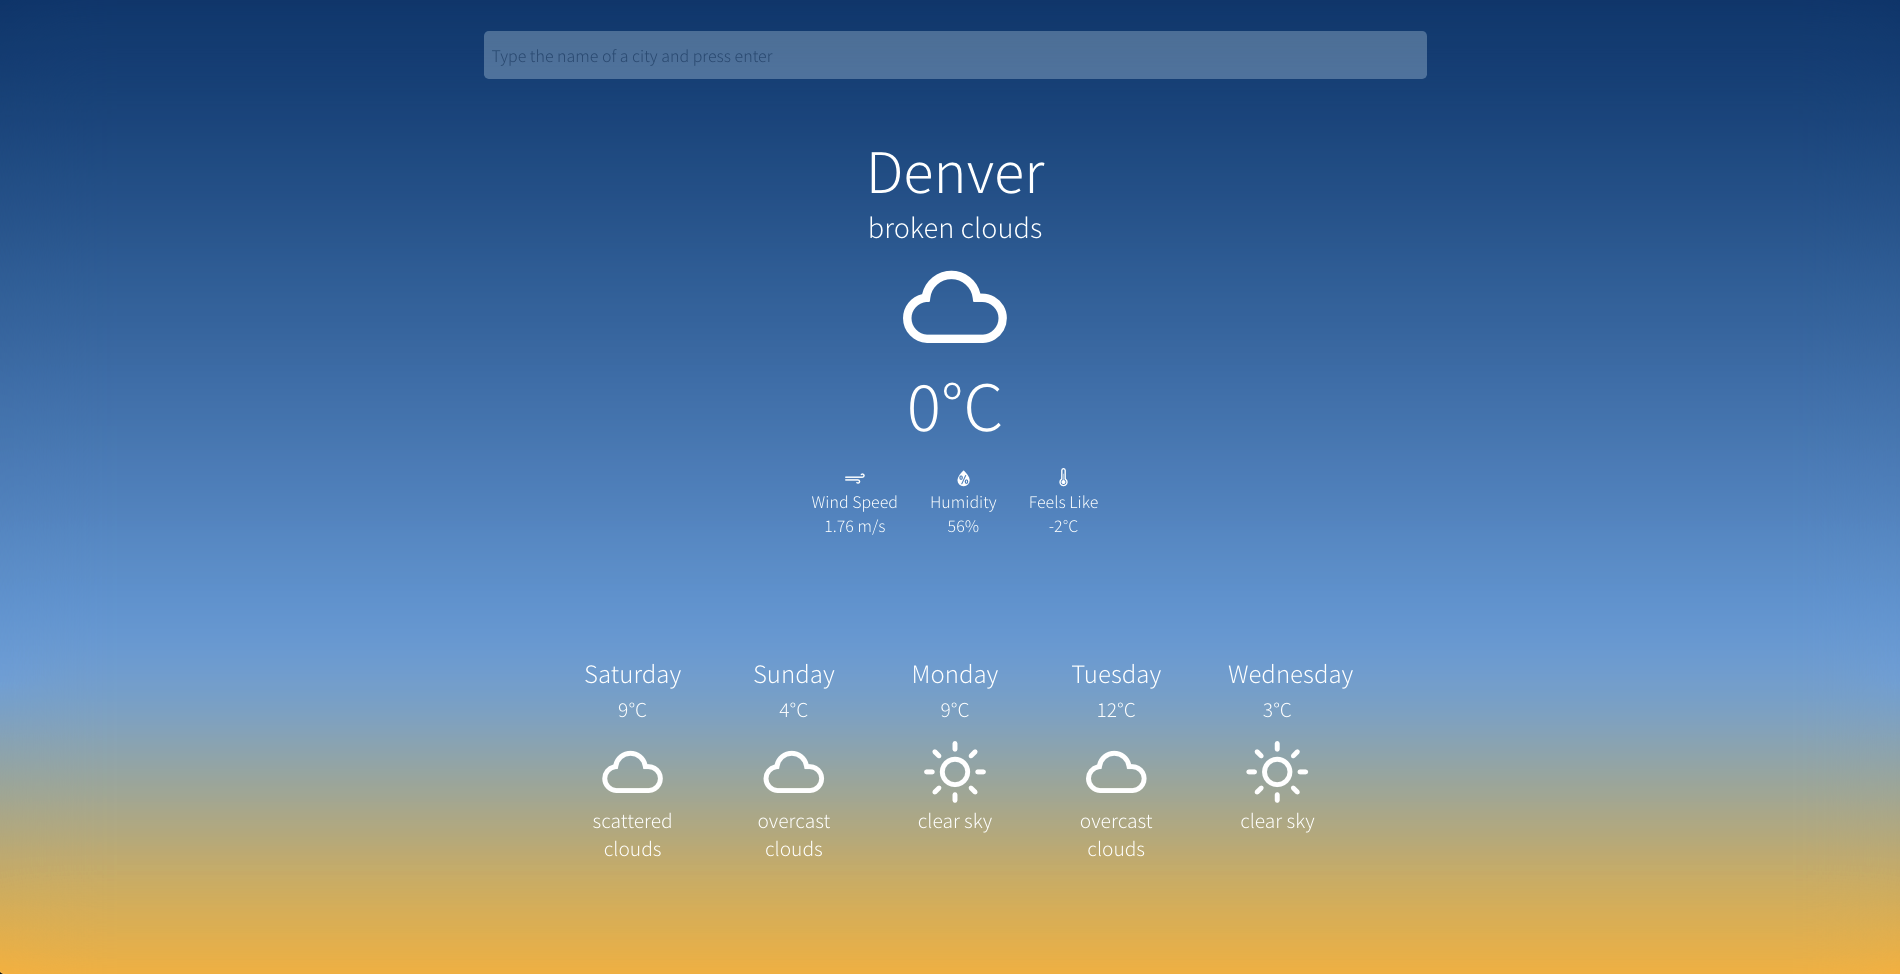 Type the name of a city and press enter
Denver
broken clouds
0°C
Wind Speed Humidity Feels Like
1.76 m/s 56% -2°C
Saturday Sunday Monday Tuesday Wednesday
9°C 4°C 9°C 12°C 3°C
scattered overcast clear sky overcast clear sky
clouds clouds clouds